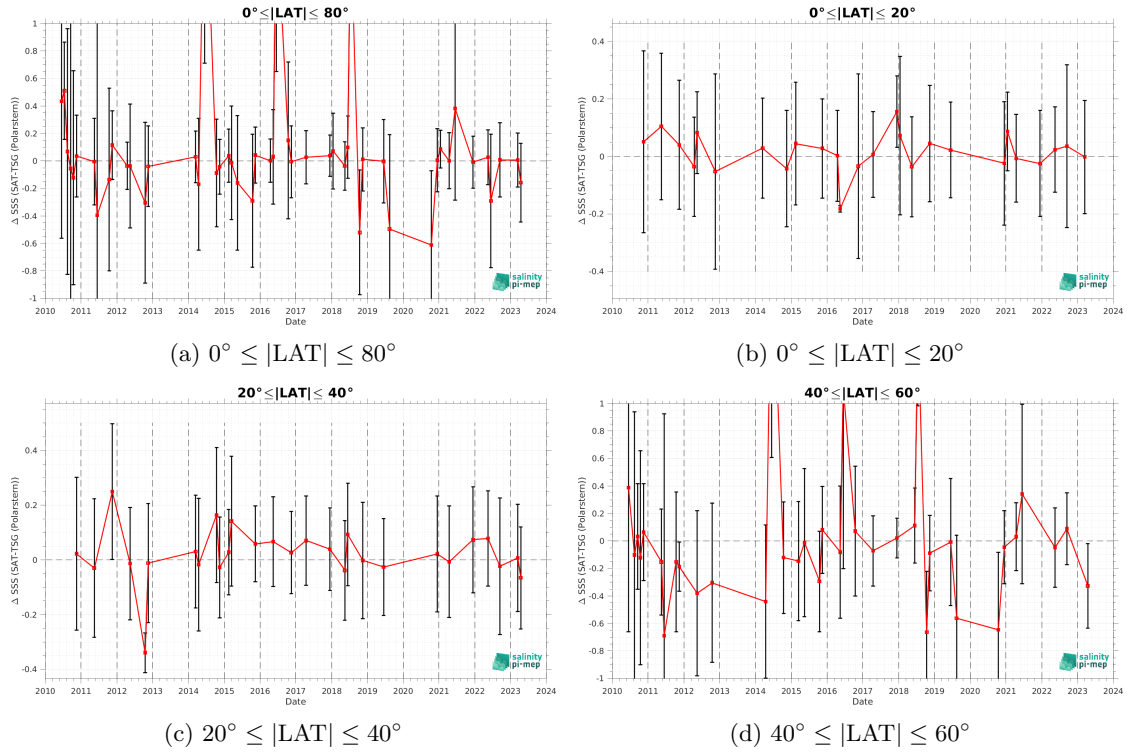 0°≤|LAT|≤ 80°
Δ SSS (SAT-TSG (Polarstern))
1
0.8
0.6
0.4
0.2
0
-0.2
-0.4
-0.6
-0.8
-1
2010 2011 2012 2013 2014 2015 2016 2017 2018 2019 2020 2021 2022 2023 2024
Date
salinity
pi-mep
(a) 0° ≤ |LAT| ≤ 80°
0°≤|LAT|≤ 20°
Δ SSS (SAT-TSG (Polarstern))
0.4
0.2
0
-0.2
-0.4
2010 2011 2012 2013 2014 2015 2016 2017 2018 2019 2020 2021 2022 2023 2024
Date
salinity
pi-mep
(b) 0° ≤ |LAT| ≤ 20°
20°≤|LAT|≤ 40°
Δ SSS (SAT-TSG (Polarstern))
0.4
0.2
0
-0.2
-0.4
2010 2011 2012 2013 2014 2015 2016 2017 2018 2019 2020 2021 2022 2023 2024
Date
salinity
pi-mep
(c) 20° ≤ |LAT| ≤ 40°
40°≤|LAT|≤ 60°
Δ SSS (SAT-TSG (Polarstern))
1
0.8
0.6
0.4
0.2
0
-0.2
-0.4
-0.6
-0.8
-1
2010 2011 2012 2013 2014 2015 2016 2017 2018 2019 2020 2021 2022 2023 2024
Date
salinity
pi-mep
(d) 40° ≤ |LAT| ≤ 60°